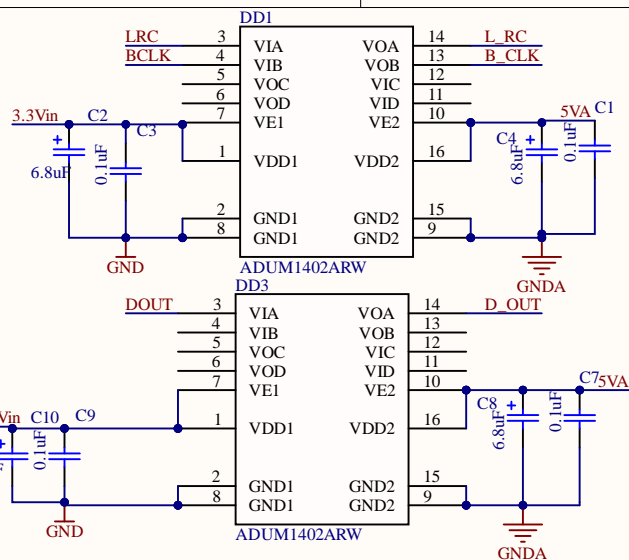 DD1
LRC 3 VIA VOA 14 L_RC
BCLK 4 VIB VOB 13 B_CLK
5 VOC VIC 12
6 VOD VID 11
3.3Vin C2 C3 7 VE1 VE2 10 5VA C1
+ 6.8uF 0.1uF 1 VDD1 VDD2 16 C4 + 6.8uF 0.1uF
2 GND1 GND2 15
8 GND1 GND2 9
GND ADUM1402ARW GNDA
DD3
DOUT 3 VIA VOA 14 D_OUT
4 VIB VOB 13
5 VOC VIC 12
6 VOD VID 11
7 VE1 VE2 10 C7 5VA
Vin C10 C9 1 VDD1 VDD2 16 C8 + 6.8uF 0.1uF
+ 0.1uF
2 GND1 GND2 15
8 GND1 GND2 9
GND ADUM1402ARW GNDA